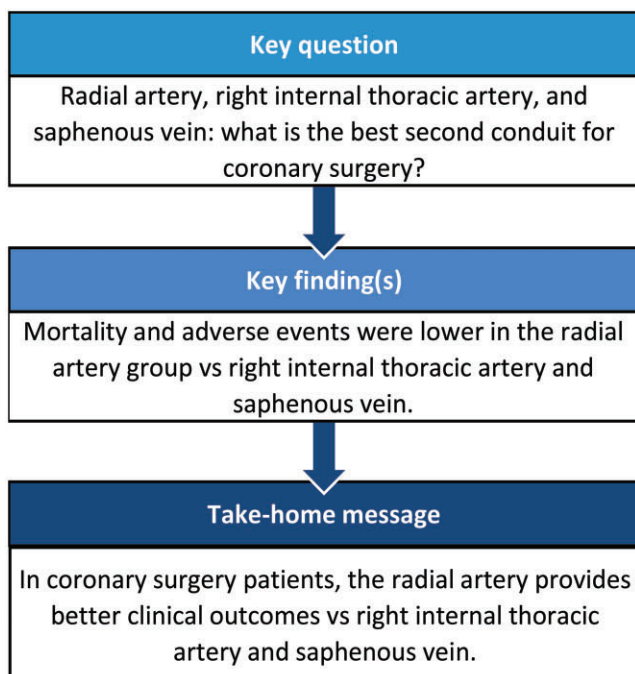 Key question
Radial artery, right internal thoracic artery, and
saphenous vein: what is the best second conduit for
coronary surgery?
Key finding(s)
Mortality and adverse events were lower in the radial
artery group vs right internal thoracic artery and
saphenous vein.
Take-home message
In coronary surgery patients, the radial artery provides
better clinical outcomes vs right internal thoracic
artery and saphenous vein.